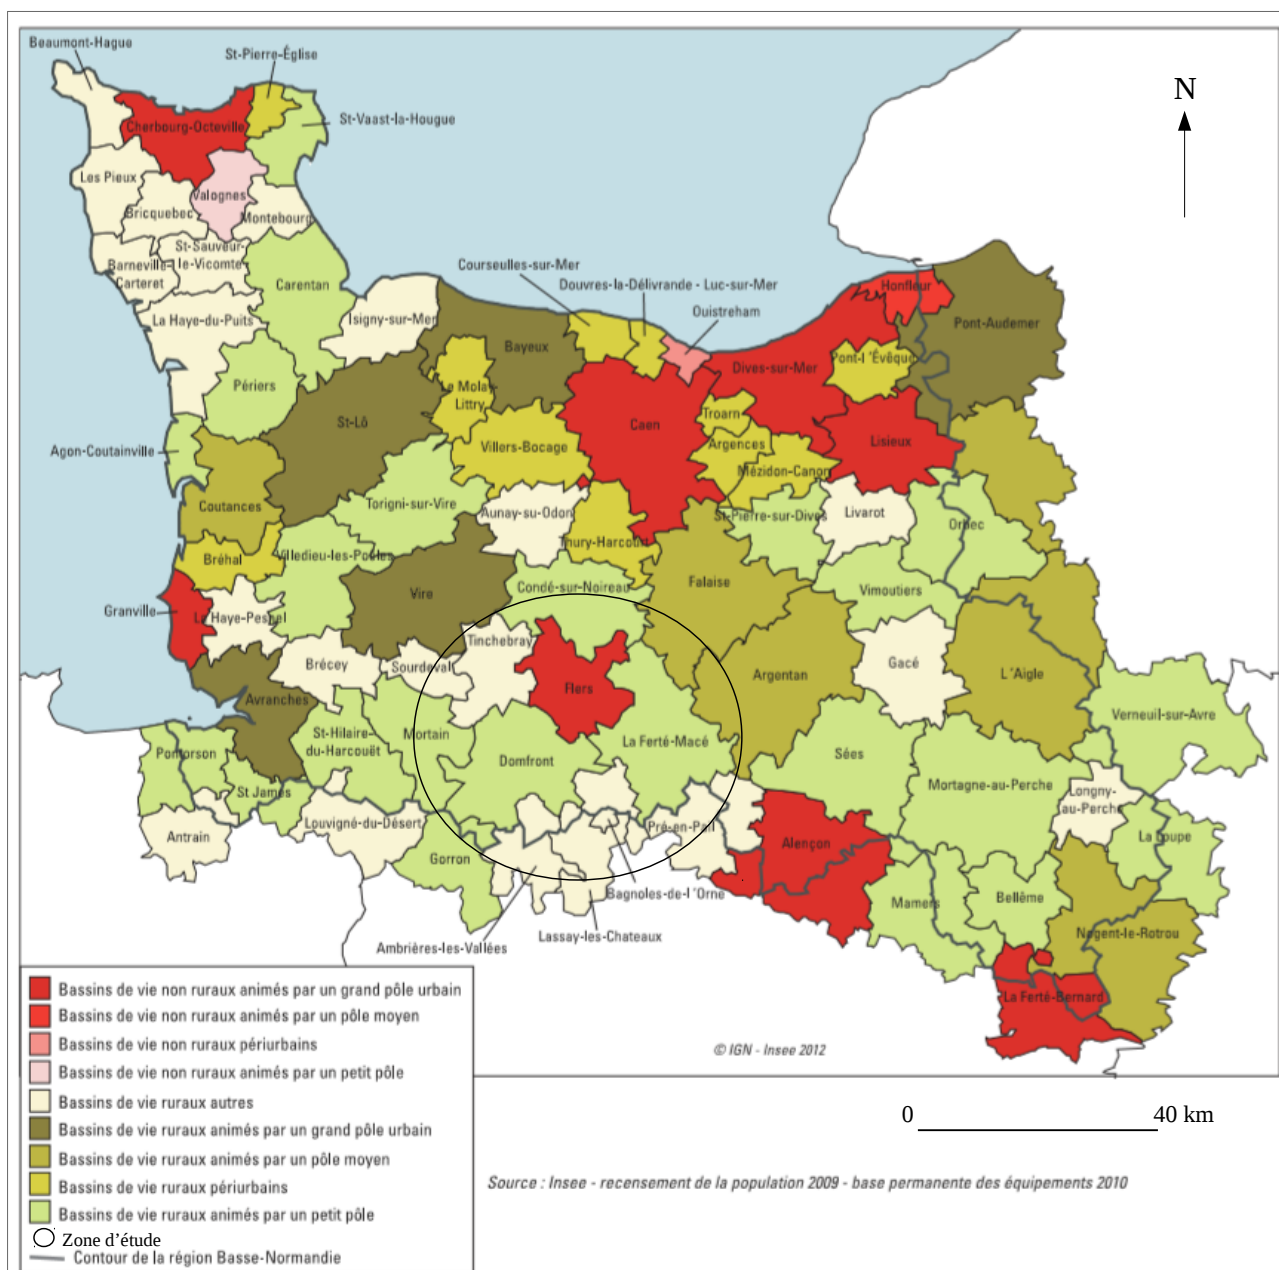 Beaumont-Hague
St-Pierre-Église
Cherbourg-Octeville
St-Vaast-la-Hougue
N
Les Pieux
Valognes
Bricquebec
Montebourg
St-Sauveur-
le-Vicomte
Barneville-
Carteret
Carentan
La Haye-du-Puits
Isigny-sur-Mer
Courseulles-sur-Mer
Douvres-la-Délivrande - Luc-sur-Mer
Ouistreham
Honfleur
Pont-Audemer
Bayeux
Pont-l 'Évêque
Dives-sur-Mer
Périers
Le Molay-
Littry
St-Lô
Caen
Troarn
Lisieux
Agon-Coutainville
Villers-Bocage
Argences
Mézidon-Canon
Coutances
Torigni-sur-Vire
Aunay-su-Odon
St-Pierre-sur-Dives
Livarot
Orbec
Bréhal
Villedieu-les-Poeles
Thury-Harcourt
Condé-sur-Noireau
Falaise
Vimoutiers
Vire
Granville
La Haye-Pesnel
Tinchebray
Brécey
Sourdeval
Gacé
Flers
Argentan
L 'Aigle
Avranches
Verneuil-sur-Avre
St-Hilaire-
du-Harcouët
Mortain
La Ferté-Macé
Pontorson
Domfront
Sées
Mortagne-au-Perche
St James
Longny-
au-Perche
Louvigné-du-Désert
Antrain
Pré-en-Pail
La Loupe
Alençon
Gorron
Bagnoles-de-l 'Orne
Mamers
Bellême
Ambrières-les-Vallées
Lassay-les-Chateaux
Nogent-le-Rotrou
La Ferté-Bernard
© IGN - Insee 2012
Bassins de vie non ruraux animés par un grand pôle urbain
Bassins de vie non ruraux animés par un pôle moyen
Bassins de vie non ruraux périurbains
Bassins de vie non ruraux animés par un petit pôle
Bassins de vie ruraux autres
Bassins de vie ruraux animés par un grand pôle urbain
Bassins de vie ruraux animés par un pôle moyen
Bassins de vie ruraux périurbains
Bassins de vie ruraux animés par un petit pôle
Zone d'étude
Contour de la région Basse-Normandie
0 40 km
Source : Insee - recensement de la population 2009 - base permanente des équipements 2010